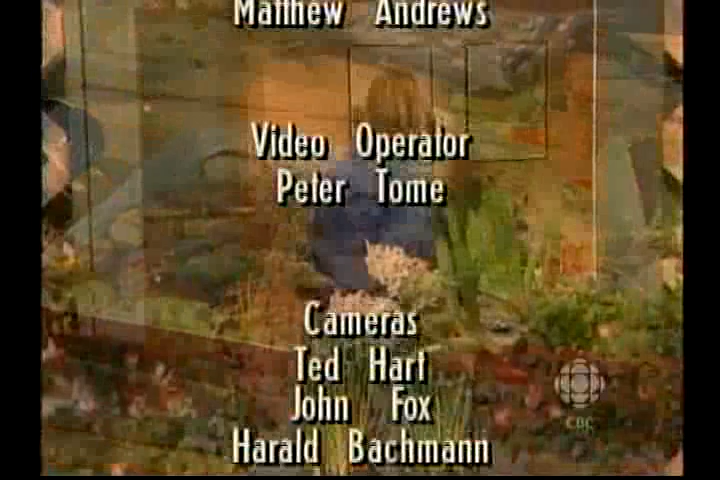 Matthew Andrews
Video Operator
Peter Tome
Cameras
Ted Hart
John Fox
Harald Bachmann
CBC